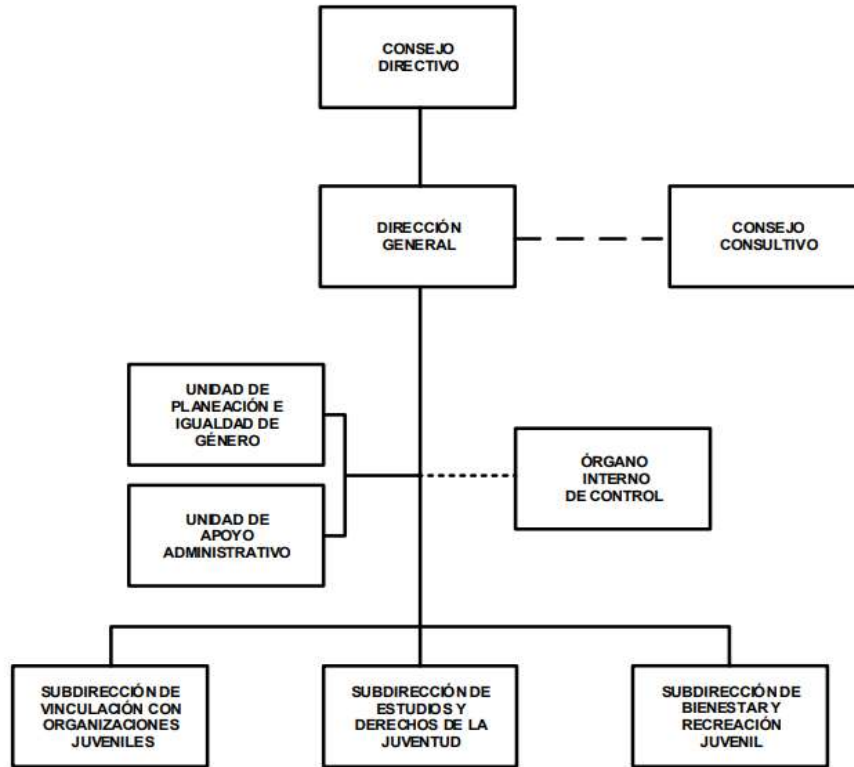 CONSEJO
DIRECTIVO
DIRECCIÓN
GENERAL
CONSEJO
CONSULTIVO
UNIDAD DE
PLANEACIÓN E
IGUALDAD DE
GÉNERO
ÓRGANO
INTERNO
DE CONTROL
UNIDAD DE
APOYO
ADMINISTRATIVO
SUBDIRECCIÓN DE
VINCULACIÓN CON
ORGANIZACIONES
JUVENILES
SUBDIRECCIÓN DE
ESTUDIOS Y
DERECHOS DE LA
JUVENTUD
SUBDIRECCIÓN DE
BIENESTAR Y
RECREACIÓN
JUVENIL